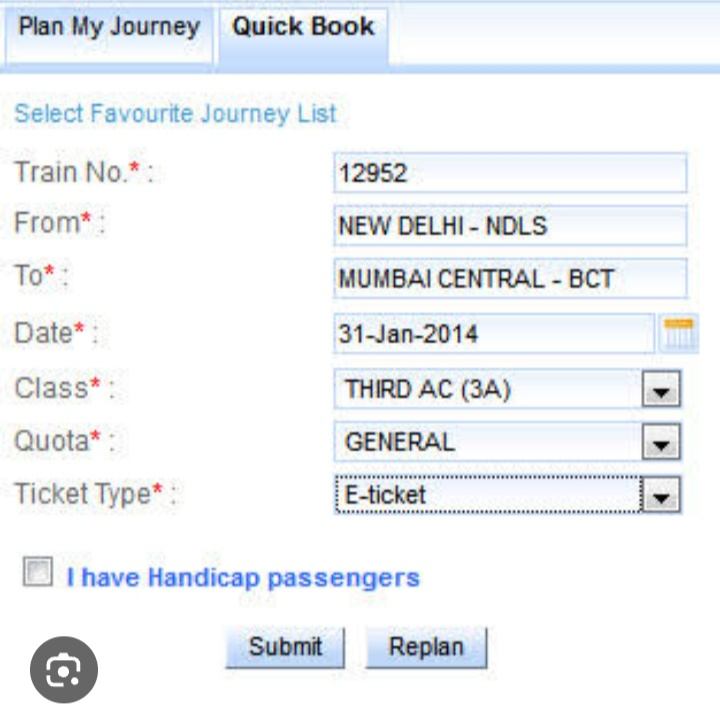 Plan My Journey Quick Book
Select Favourite Journey List
Train No.* : 12952
From* : NEW DELHI - NDLS
To* : MUMBAI CENTRAL - BCT
Date* : 31-Jan-2014
Class* : THIRD AC (3A)
Quota* : GENERAL
Ticket Type* : E-ticket
I have Handicap passengers
Submit Replan